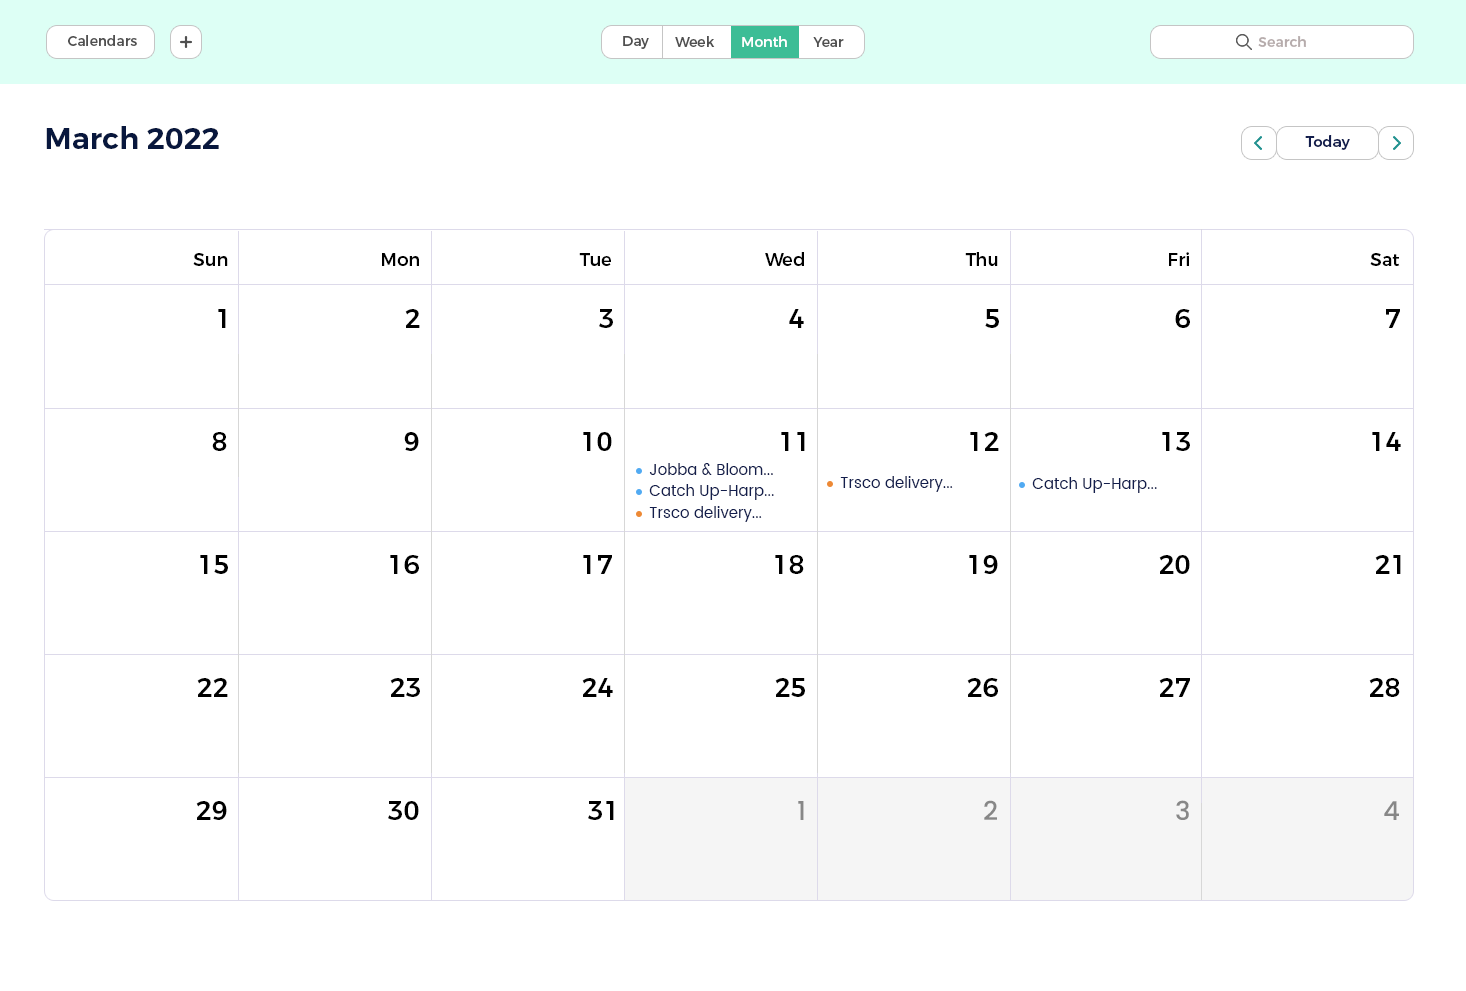 Calendars + Day Week Month Year Search
March 2022
Today
Sun Mon Tue Wed Thu Fri Sat
1 2 3 4 5 6 7
8 9 10 11 12 13 14
Jobba & Bloom...
Catch Up-Harp...
Trsco delivery...
Trsco delivery...
Catch Up-Harp...
15 16 17 18 19 20 21
22 23 24 25 26 27 28
29 30 31 1 2 3 4